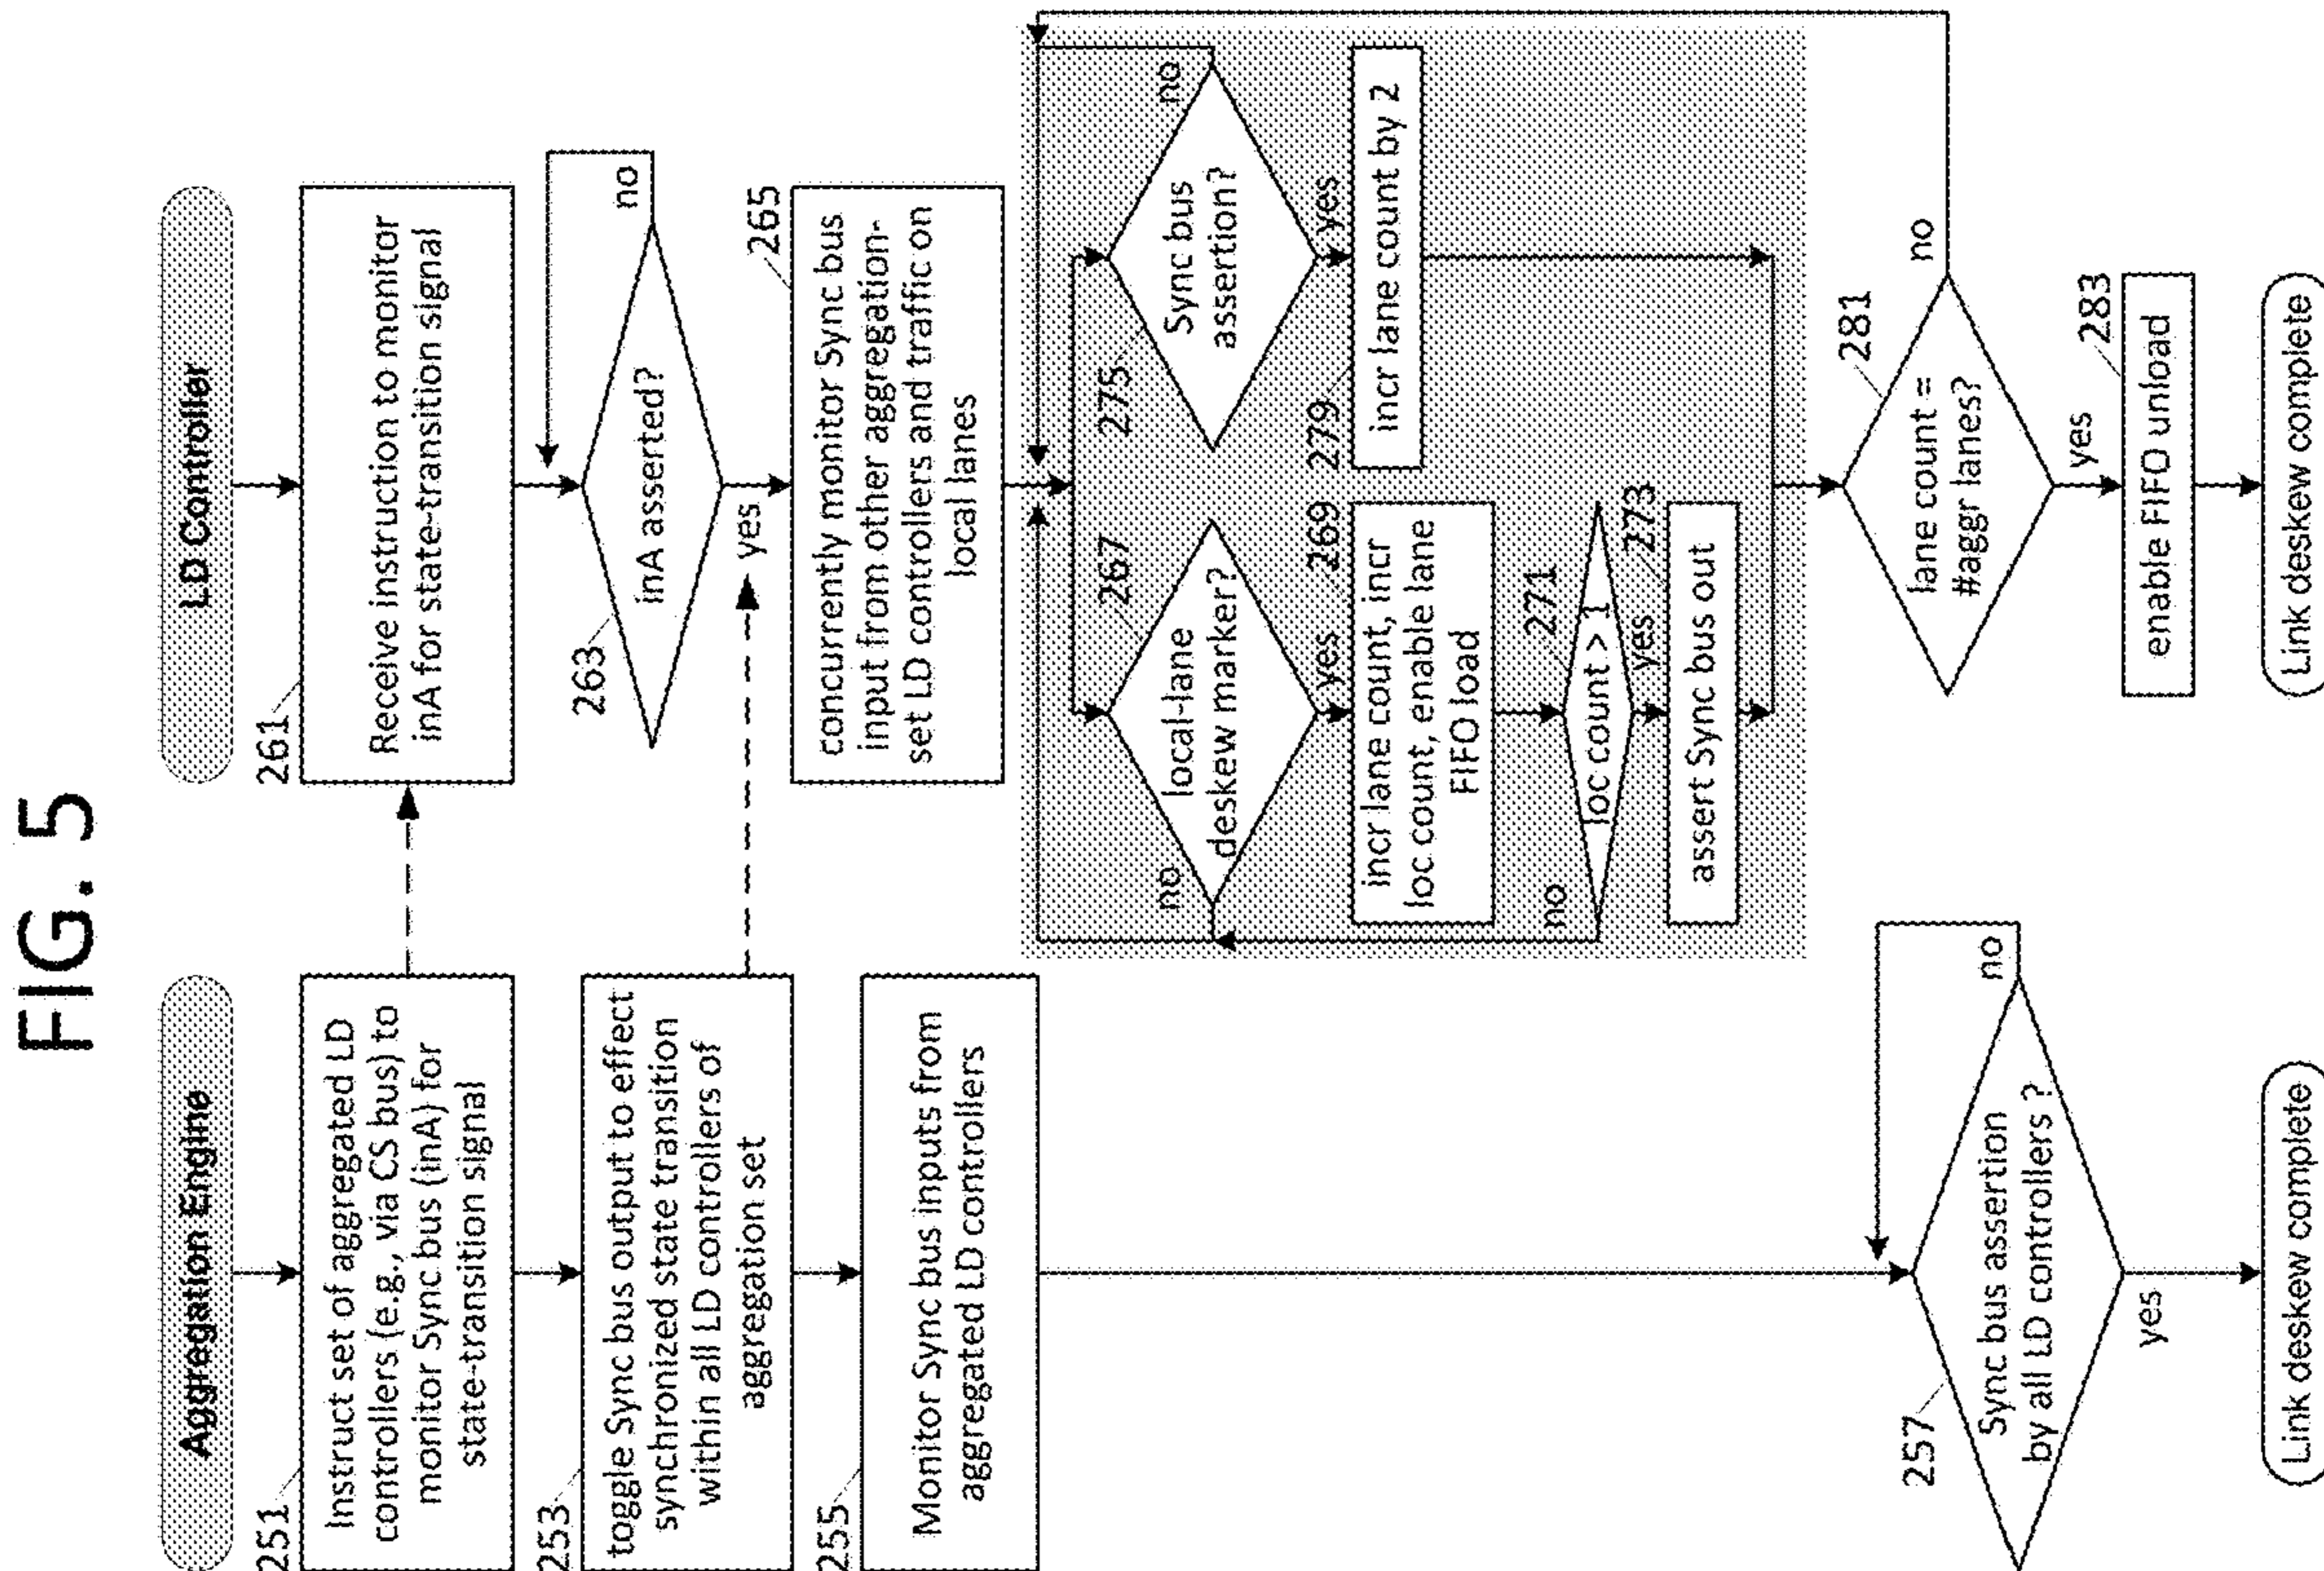 FIG. 5
Aggregation Engine
251
Instruct set of aggregated LD
controllers (e.g., via CS bus) to
monitor Sync bus (inA) for
state-transition signal
253
toggle Sync bus output to effect
synchronized state transition
within all LD controllers of
aggregation set
255
Monitor Sync bus inputs from
aggregated LD controllers
257
Sync bus assertion
by all LD controllers ?
no
yes
Link deskew complete
LD Controller
261
Receive instruction to monitor
inA for state-transition signal
263
inA asserted?
no
yes
265
concurrently monitor Sync bus
input from other aggregation-
set LD controllers and traffic on
local lanes
267
local-lane
deskew marker?
no
yes
269
incr lane count, incr
loc count, enable lane
FIFO load
271
loc count > 1
no
yes
273
assert Sync bus out
275
Sync bus
assertion?
no
yes
279
incr lane count by 2
281
lane count =
#aggr lanes?
no
yes
283
enable FIFO unload
Link deskew complete